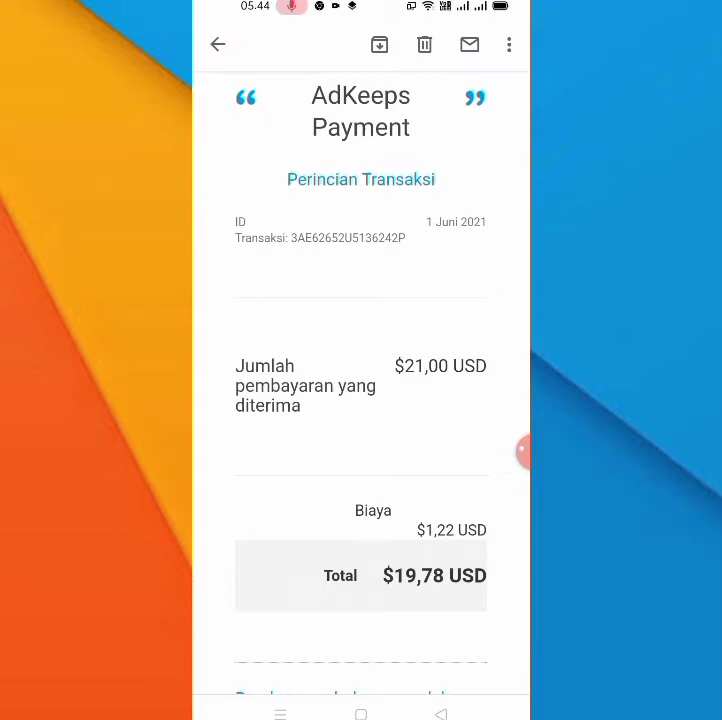 05.44
“ AdKeeps ”
Payment
Perincian Transaksi
ID 1 Juni 2021
Transaksi: 3AE62652U5136242P
Jumlah $21,00 USD
pembayaran yang
diterima
Biaya
$1,22 USD
Total $19,78 USD